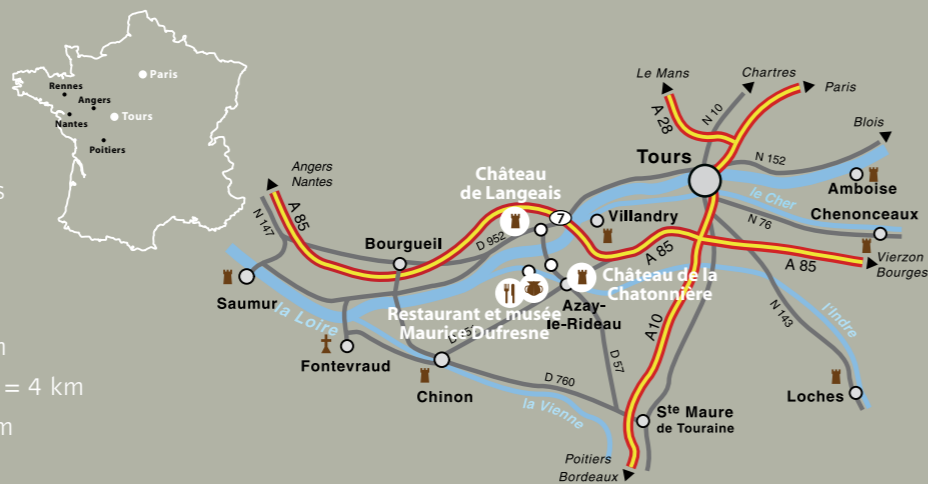 Paris
Rennes
Angers
Nantes
Tours
Poitiers
s
m
= 4 km
m
Le Mans
Chartres
Paris
A 28
N 10
Blois
Tours
N 152
Amboise
le Cher
Chenonceaux
N 76
Angers
Nantes
A 85
N 147
Château
de Langeais
7
Villandry
D 952
Bourgueil
A 85
A 85
Vierzon
Bourges
Saumur
la Loire
Château de la
Chatonnière
Azay-
le-Rideau
Restaurant et musée
Maurice Dufresne
A10
N 143
l'Indre
Fontevraud
D 57
Chinon
D 760
la Vienne
Loches
Ste Maure
de Touraine
Poitiers
Bordeaux